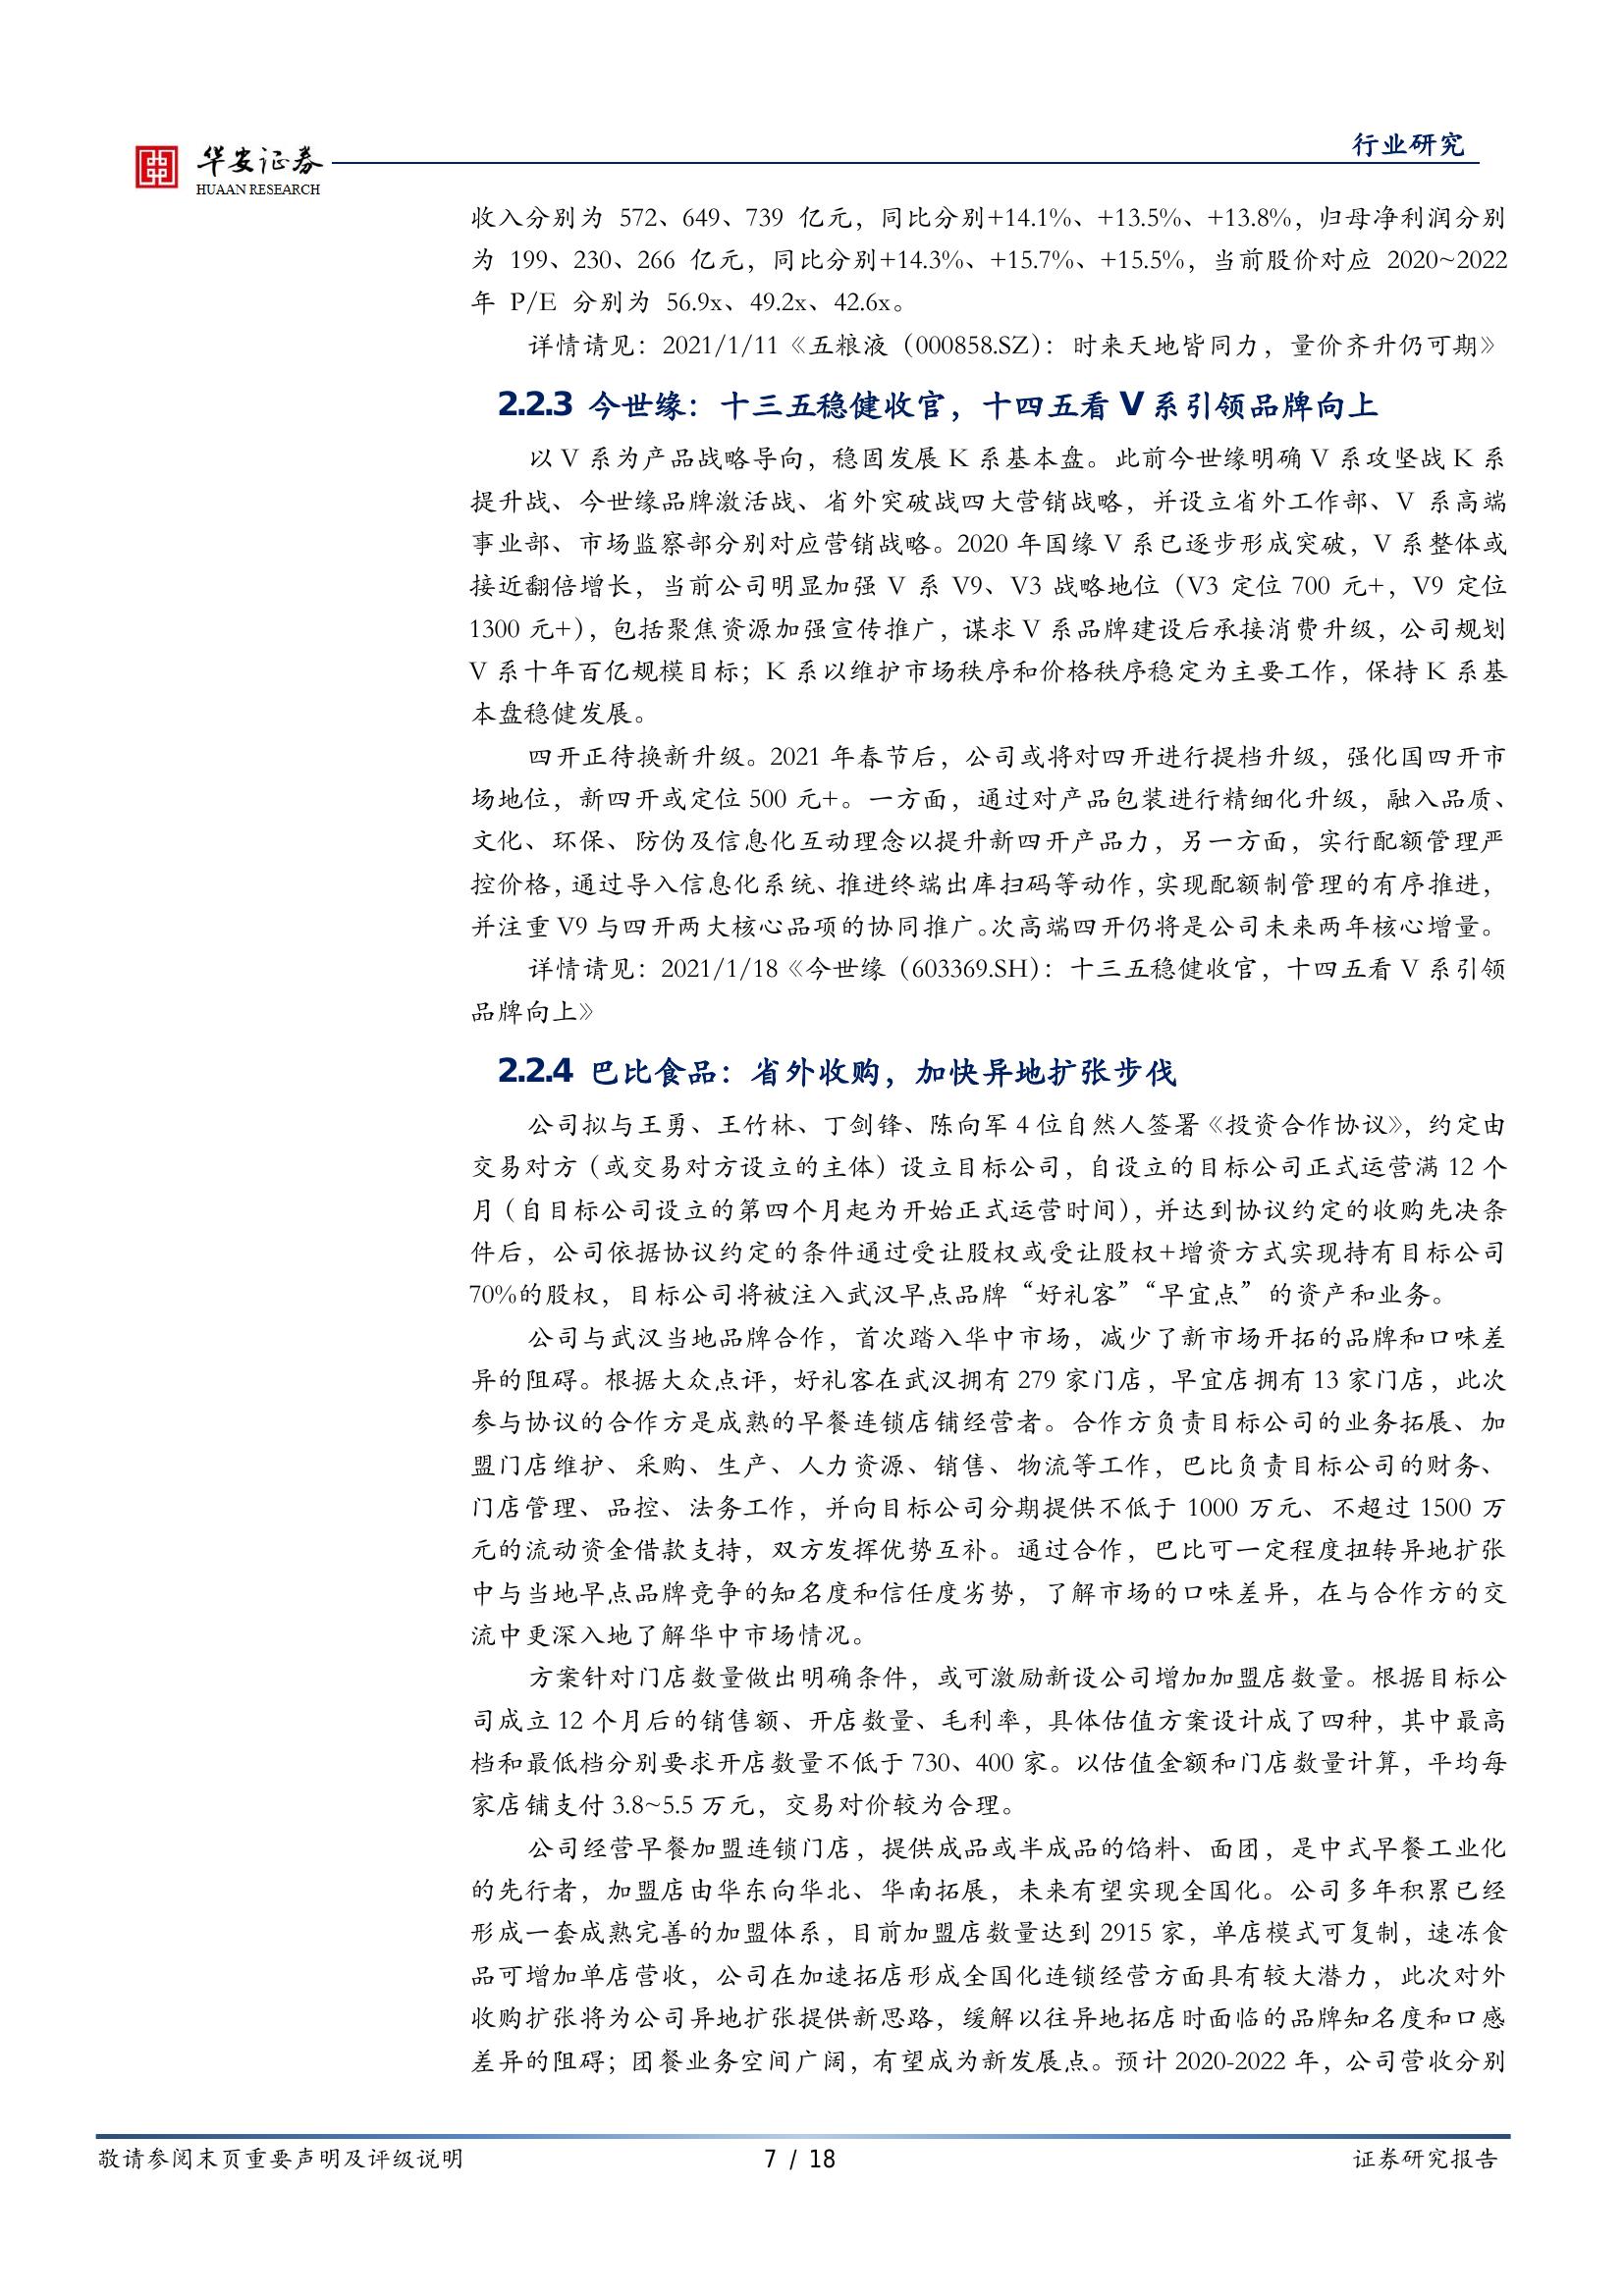 华安证券
HUAAN RESEARCH
行业研究
收入分别为 572、649、739 亿元，同比分别+14.1%、+13.5%、+13.8%，归母净利润分别
为 199、230、266 亿元，同比分别+14.3%、+15.7%、+15.5%，当前股价对应 2020~2022
年 P/E 分别为 56.9x、49.2x、42.6x。
详情请见：2021/1/11《五粮液（000858.SZ）：时来天地皆同力，量价齐升仍可期》
2.2.3 今世缘：十三五稳健收官，十四五看 V 系引领品牌向上
以 V 系为产品战略导向，稳固发展 K 系基本盘。此前今世缘明确 V 系攻坚战 K 系
提升战、今世缘品牌激活战、省外突破战四大营销战略，并设立省外工作部、V 系高端
事业部、市场监察部分别对应营销战略。2020 年国缘 V 系已逐步形成突破，V 系整体或
接近翻倍增长，当前公司明显加强 V 系 V9、V3 战略地位（V3 定位 700 元+，V9 定位
1300 元+），包括聚焦资源加强宣传推广，谋求 V 系品牌建设后承接消费升级，公司规划
V 系十年百亿规模目标；K 系以维护市场秩序和价格秩序稳定为主要工作，保持 K 系基
本盘稳健发展。
四开正待换新升级。2021 年春节后，公司或将对四开进行提档升级，强化国四开市
场地位，新四开或定位 500 元+。一方面，通过对产品包装进行精细化升级，融入品质、
文化、环保、防伪及信息化互动理念以提升新四开产品力，另一方面，实行配额管理严
控价格，通过导入信息化系统、推进终端出库扫码等动作，实现配额制管理的有序推进，
并注重 V9 与四开两大核心品项的协同推广。次高端四开仍将是公司未来两年核心增量。
详情请见：2021/1/18《今世缘（603369.SH）：十三五稳健收官，十四五看 V 系引领
品牌向上》
2.2.4 巴比食品：省外收购，加快异地扩张步伐
公司拟与王勇、王竹林、丁剑锋、陈向军 4 位自然人签署《投资合作协议》，约定由
交易对方（或交易对方设立的主体）设立目标公司，自设立的目标公司正式运营满 12 个
月（自目标公司设立的第四个月起为开始正式运营时间），并达到协议约定的收购先决条
件后，公司依据协议约定的条件通过受让股权或受让股权+增资方式实现持有目标公司
70%的股权，目标公司将被注入武汉早点品牌“好礼客”“早宜点”的资产和业务。
公司与武汉当地品牌合作，首次踏入华中市场，减少了新市场开拓的品牌和口味差
异的阻碍。根据大众点评，好礼客在武汉拥有 279 家门店，早宜店拥有 13 家门店，此次
参与协议的合作方是成熟的早餐连锁店铺经营者。合作方负责目标公司的业务拓展、加
盟门店维护、采购、生产、人力资源、销售、物流等工作，巴比负责目标公司的财务、
门店管理、品控、法务工作，并向目标公司分期提供不低于 1000 万元、不超过 1500 万
元的流动资金借款支持，双方发挥优势互补。通过合作，巴比可一定程度扭转异地扩张
中与当地早点品牌竞争的知名度和信任度劣势，了解市场的口味差异，在与合作方的交
流中更深入地了解华中市场情况。
方案针对门店数量做出明确条件，或可激励新设公司增加加盟店数量。根据目标公
司成立 12 个月后的销售额、开店数量、毛利率，具体估值方案设计成了四种，其中最高
档和最低档分别要求开店数量不低于 730、400 家。以估值金额和门店数量计算，平均每
家店铺支付 3.8~5.5 万元，交易对价较为合理。
公司经营早餐加盟连锁门店，提供成品或半成品的馅料、面团，是中式早餐工业化
的先行者，加盟店由华东向华北、华南拓展，未来有望实现全国化。公司多年积累已经
形成一套成熟完善的加盟体系，目前加盟店数量达到 2915 家，单店模式可复制，速冻食
品可增加单店营收，公司在加速拓店形成全国化连锁经营方面具有较大潜力，此次对外
收购扩张将为公司异地扩张提供新思路，缓解以往异地拓店时面临的品牌知名度和口感
差异的阻碍；团餐业务空间广阔，有望成为新发展点。预计 2020-2022 年，公司营收分别
敬请参阅末页重要声明及评级说明
7 / 18
证券研究报告